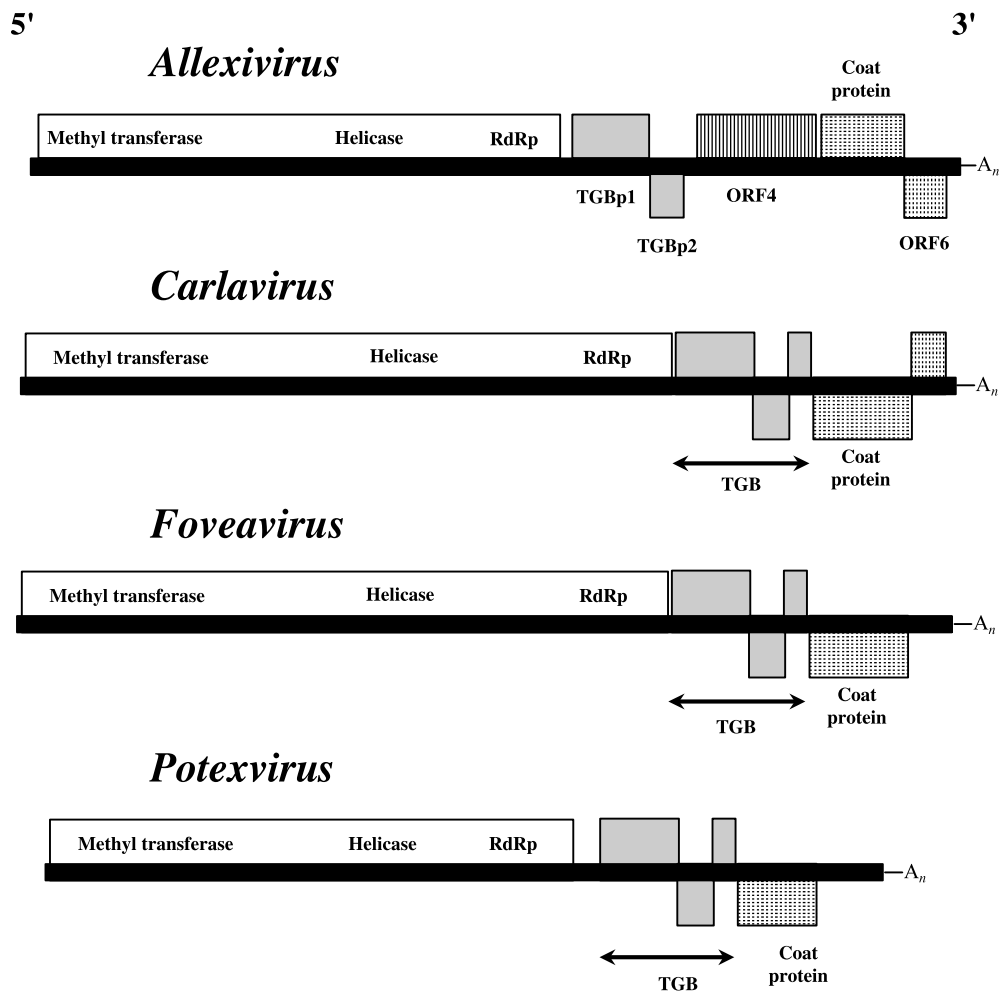 5'
3'
Allexivirus
Coat
protein
Methyl transferase Helicase RdRp
An
TGBp1
ORF4
TGBp2
ORF6
Carlavirus
Methyl transferase Helicase RdRp
An
TGB
Coat
protein
Foveavirus
Methyl transferase Helicase RdRp
An
TGB
Coat
protein
Potexvirus
Methyl transferase Helicase RdRp
An
TGB
Coat
protein